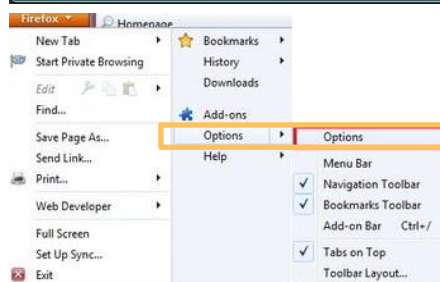 Firefox
Homepage
New Tab
Start Private Browsing
Edit
Find...
Save Page As...
Send Link...
Print...
Web Developer
Full Screen
Set Up Sync...
Exit
Bookmarks
History
Downloads
Add-ons
Options
Help
Options
Menu Bar
Navigation Toolbar
Bookmarks Toolbar
Add-on Bar Ctrl+/
Tabs on Top
Toolbar Layout...